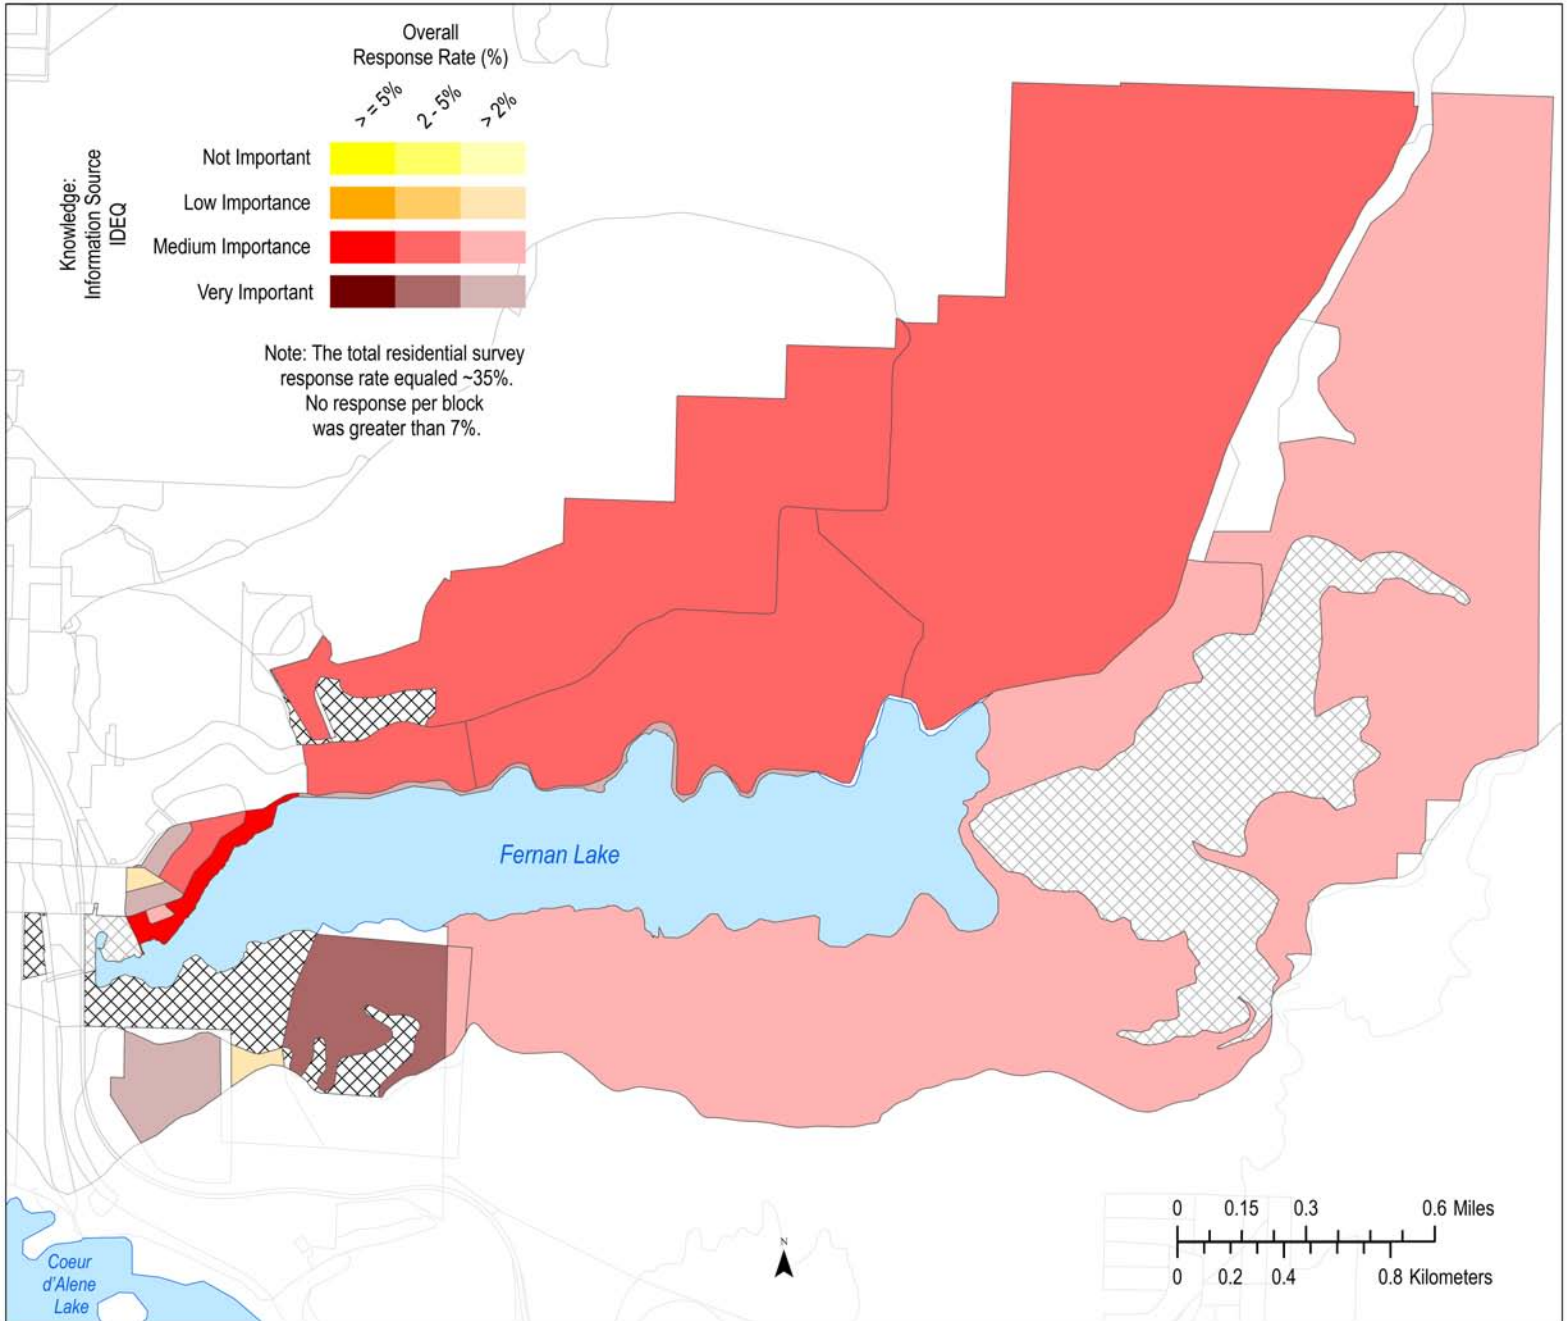 Overall
Response Rate (%)
> = 5%
2 - 5%
> 2%
Knowledge:
Information Source
IDEQ
Not Important
Low Importance
Medium Importance
Very Important
Note: The total residential survey
response rate equaled ~35%.
No response per block
was greater than 7%.
Fernan Lake
Coeur
d'Alene
Lake
N
0 0.15 0.3 0.6 Miles
0 0.2 0.4 0.8 Kilometers